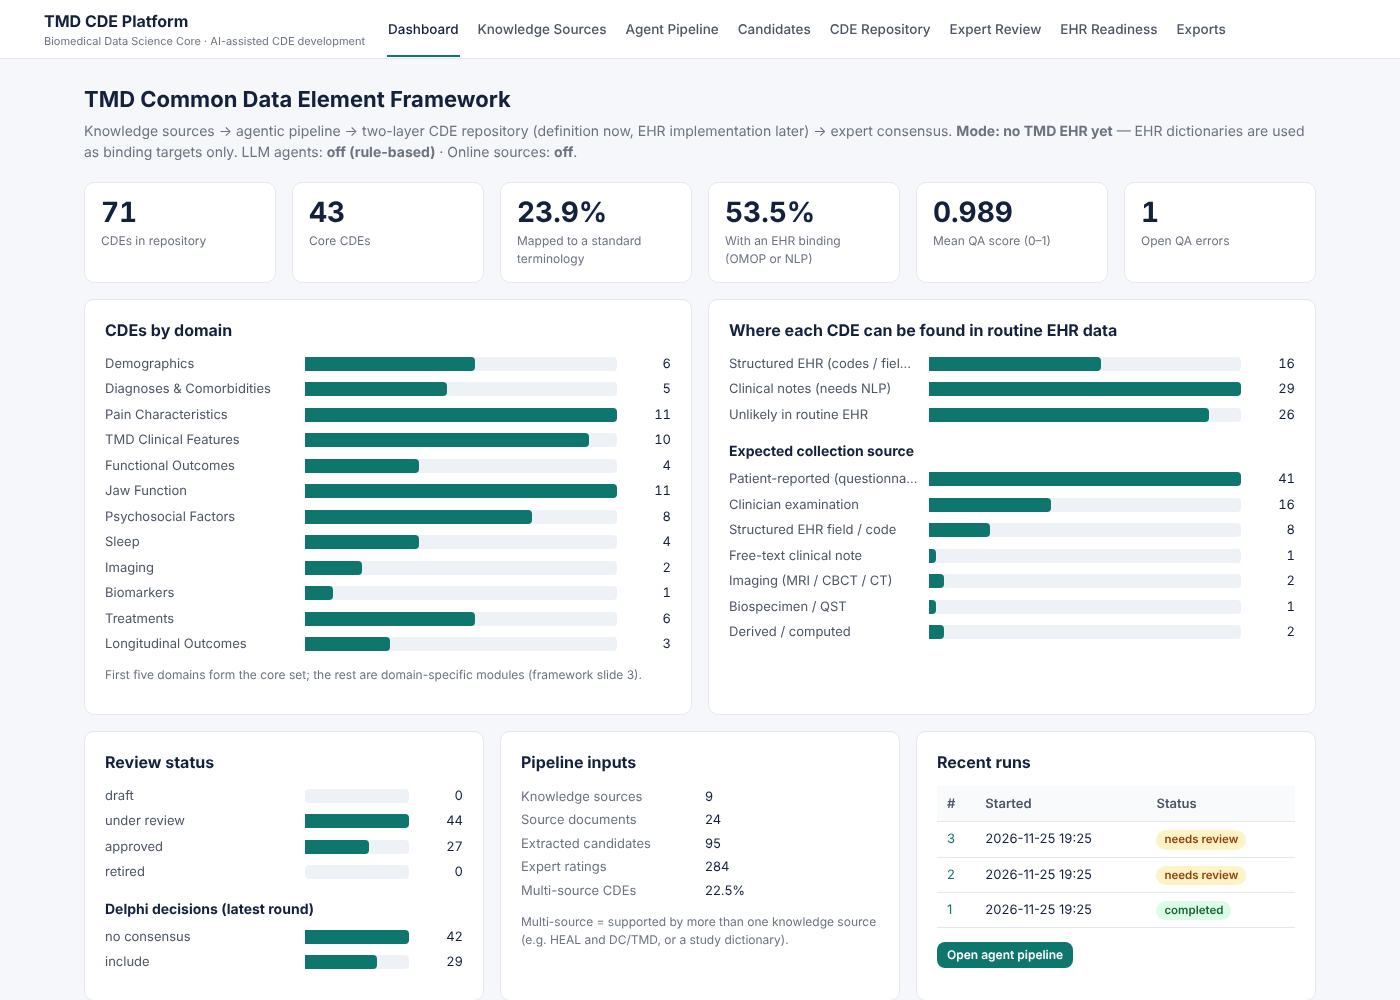 TMD CDE Platform
Biomedical Data Science Core · AI-assisted CDE development
Dashboard
Knowledge Sources
Agent Pipeline
Candidates
CDE Repository
Expert Review
EHR Readiness
Exports
TMD Common Data Element Framework
Knowledge sources → agentic pipeline → two-layer CDE repository (definition now, EHR implementation later) → expert consensus. Mode: no TMD EHR yet — EHR dictionaries are used
as binding targets only. LLM agents: off (rule-based) · Online sources: off.
71
CDEs in repository
43
Core CDEs
23.9%
Mapped to a standard
terminology
53.5%
With an EHR binding
(OMOP or NLP)
0.989
Mean QA score (0–1)
1
Open QA errors
CDEs by domain
Demographics 6
Diagnoses & Comorbidities 5
Pain Characteristics 11
TMD Clinical Features 10
Functional Outcomes 4
Jaw Function 11
Psychosocial Factors 8
Sleep 4
Imaging 2
Biomarkers 1
Treatments 6
Longitudinal Outcomes 3
First five domains form the core set; the rest are domain-specific modules (framework slide 3).
Where each CDE can be found in routine EHR data
Structured EHR (codes / fiel... 16
Clinical notes (needs NLP) 29
Unlikely in routine EHR 26
Expected collection source
Patient-reported (questionna... 41
Clinician examination 16
Structured EHR field / code 8
Free-text clinical note 1
Imaging (MRI / CBCT / CT) 2
Biospecimen / QST 1
Derived / computed 2
Review status
draft 0
under review 44
approved 27
retired 0
Delphi decisions (latest round)
no consensus 42
include 29
Pipeline inputs
Knowledge sources 9
Source documents 24
Extracted candidates 95
Expert ratings 284
Multi-source CDEs 22.5%
Multi-source = supported by more than one knowledge source
(e.g. HEAL and DC/TMD, or a study dictionary).
Recent runs
# Started Status
3 2026-11-25 19:25 needs review
2 2026-11-25 19:25 needs review
1 2026-11-25 19:25 completed
Open agent pipeline